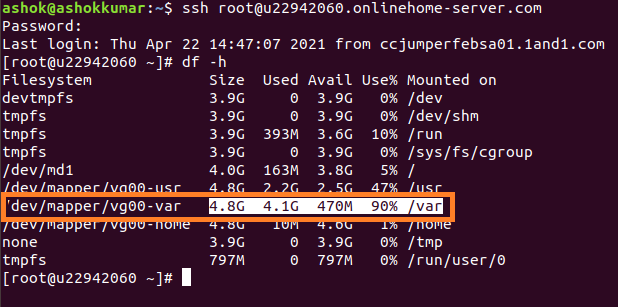 ashok@ashokkumar:~$ ssh root@u22942060.onlinehome-server.com
Password:
Last login: Thu Apr 22 14:47:07 2021 from ccjumperfebsa01.1and1.com
[root@u22942060 ~]# df -h
Filesystem Size Used Avail Use% Mounted on
devtmpfs 3.9G 0 3.9G 0% /dev
tmpfs 3.9G 0 3.9G 0% /dev/shm
tmpfs 3.9G 393M 3.6G 10% /run
tmpfs 3.9G 0 3.9G 0% /sys/fs/cgroup
/dev/md1 4.0G 163M 3.8G 5% /
/dev/mapper/vg00-usr 4.8G 2.2G 2.5G 47% /usr
/dev/mapper/vg00-var 4.8G 4.1G 470M 90% /var
/dev/mapper/vg00-home 4.8G 10M 4.6G 1% /home
none 3.9G 0 3.9G 0% /tmp
tmpfs 797M 0 797M 0% /run/user/0
[root@u22942060 ~]#